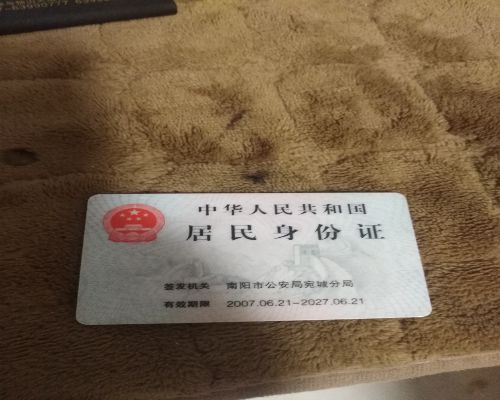 中华人民共和国
居民身份证
签发机关 南阳市公安局宛城分局
有效期限 2007.06.21-2027.06.21